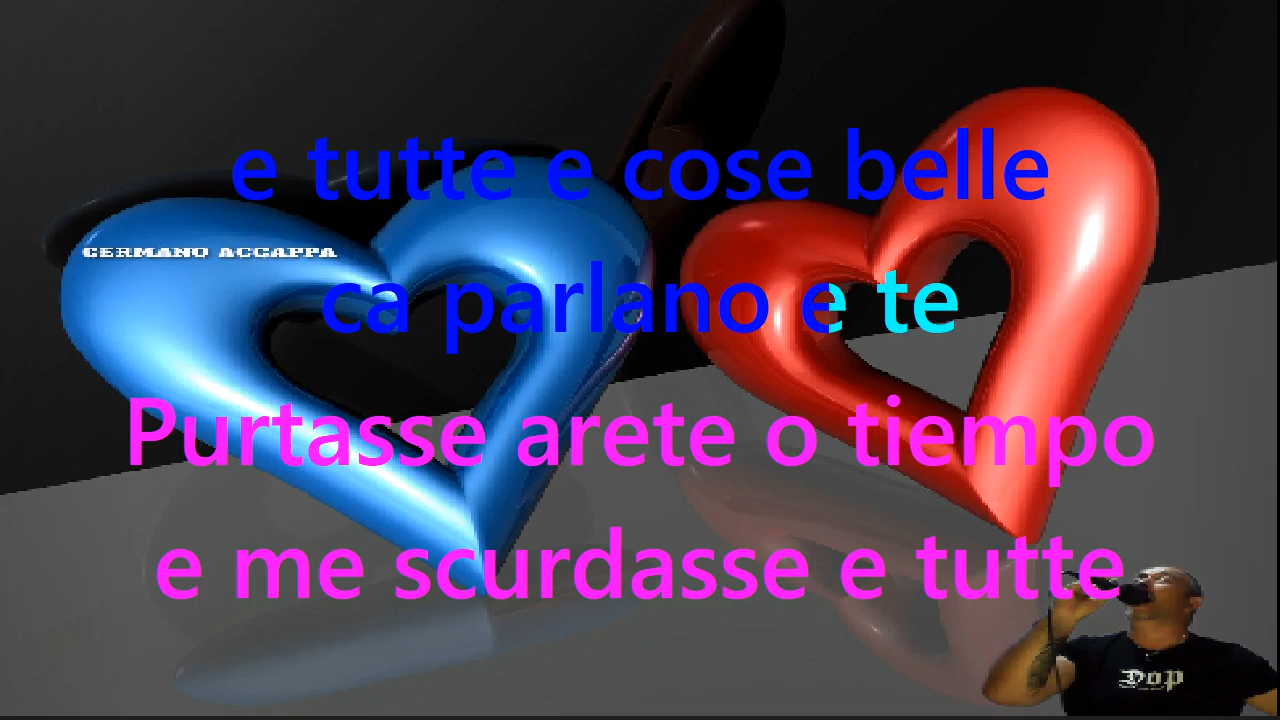 e tutte e cose belle
GERMANO ACCAPPA
ca parlano e te
Purtasse arete o tiempo
e me scurdasse e tutte
DOP